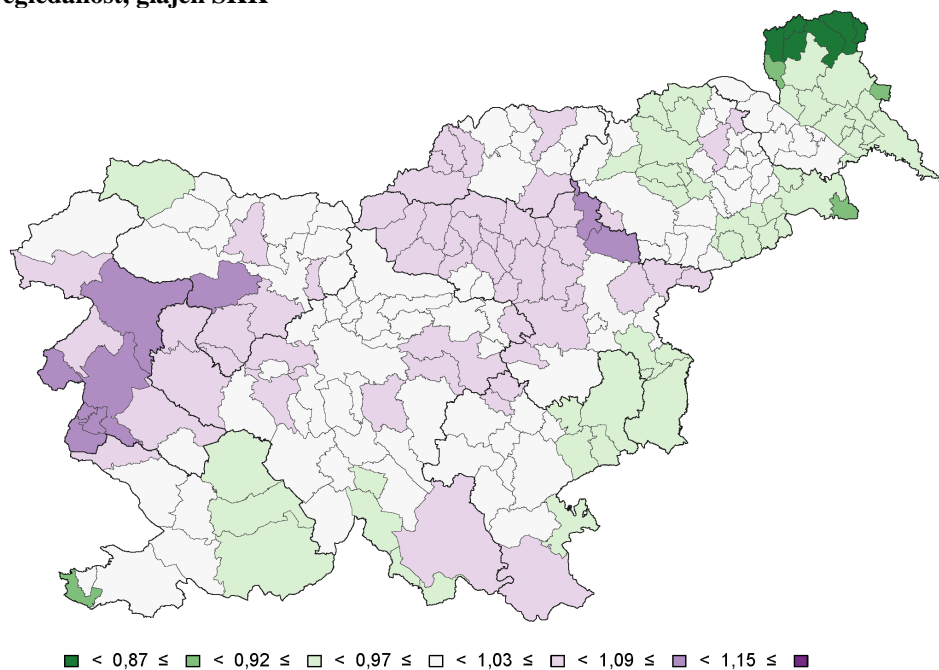 < 0,87 ≤ < 0,92 ≤ < 0,97 ≤ < 1,03 ≤ < 1,09 ≤ < 1,15 ≤